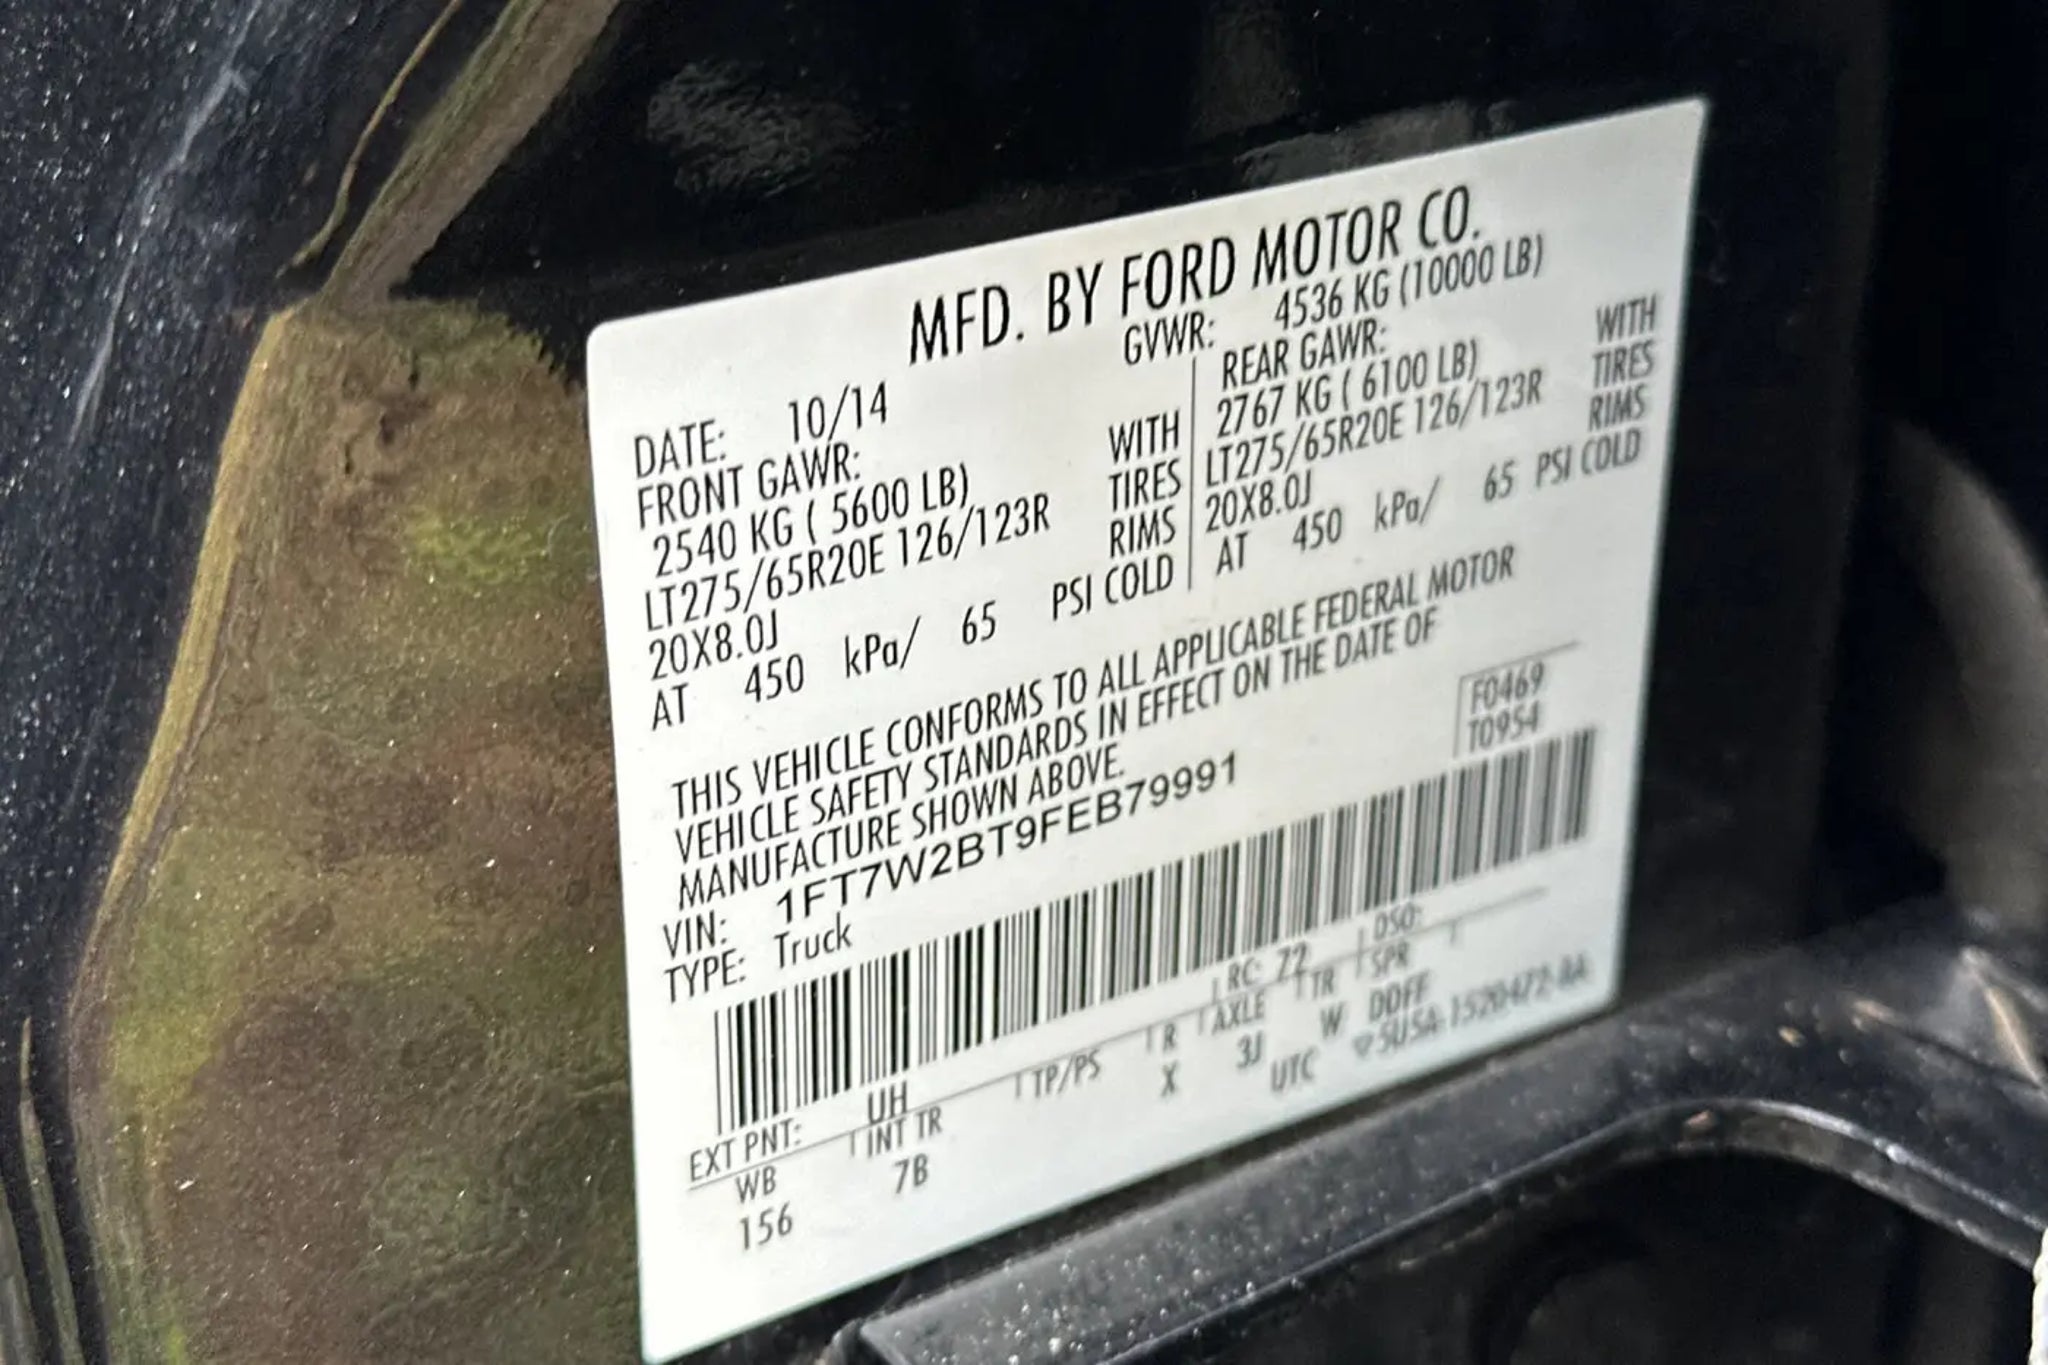 MFD. BY FORD MOTOR CO.
DATE: 10/14 GVWR: 4536 KG (10000 LB)
FRONT GAWR: REAR GAWR:
2540 KG ( 5600 LB) WITH 2767 KG ( 6100 LB) WITH
LT275/65R20E 126/123R TIRES LT275/65R20E 126/123R TIRES
20X8.0J RIMS 20X8.0J RIMS
AT 450 kPa/ 65 PSI COLD AT 450 kPa/ 65 PSI COLD
THIS VEHICLE CONFORMS TO ALL APPLICABLE FEDERAL MOTOR
VEHICLE SAFETY STANDARDS IN EFFECT ON THE DATE OF
MANUFACTURE SHOWN ABOVE.
F0469
T0954
VIN: 1FT7W2BT9FEB79991
TYPE: Truck
EXT PNT: UH RC: 72 DSO:
WB INT TR TP/PS R AXLE TR SPR
156 7B X 3J W DDFF
UTC